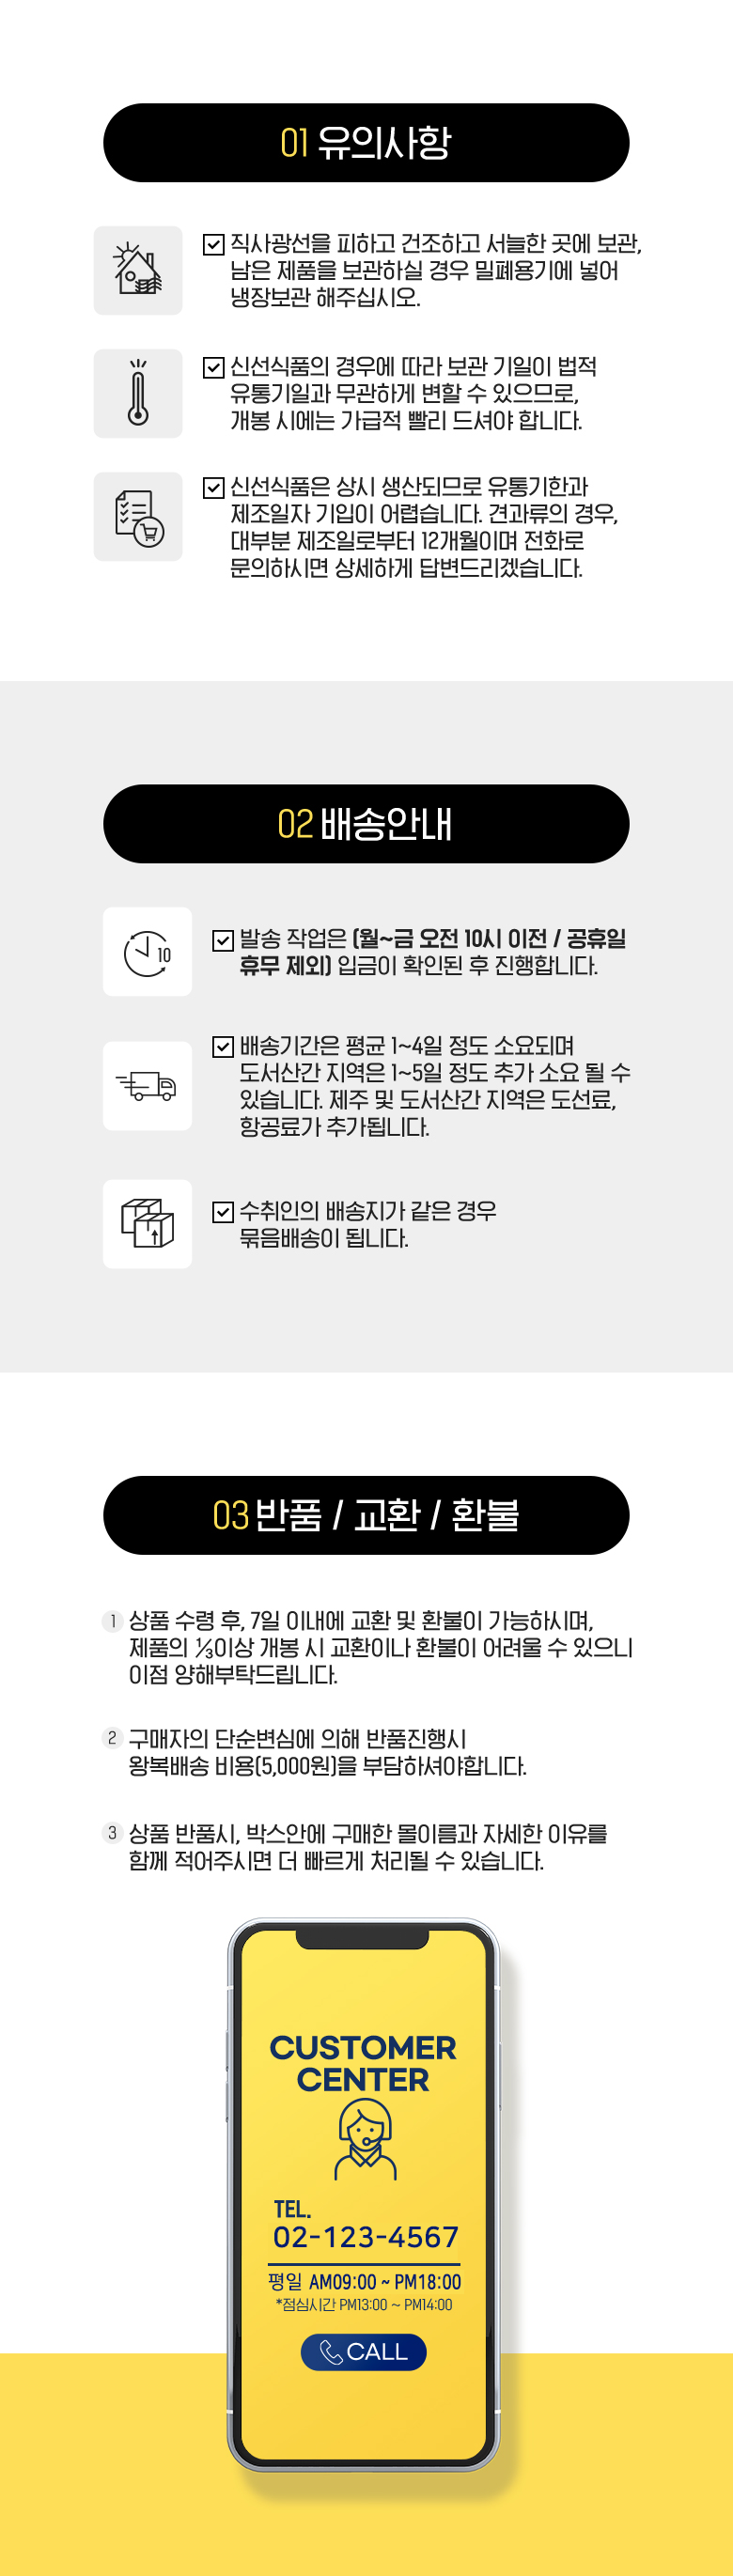 01 유의사항
직사광선을 피하고 건조하고 서늘한 곳에 보관,
남은 제품을 보관하실 경우 밀폐용기에 넣어
냉장보관 해주십시오.
신선식품의 경우에 따라 보관 기일이 법적
유통기일과 무관하게 변할 수 있으므로,
개봉 시에는 가급적 빨리 드셔야 합니다.
신선식품은 상시 생산되므로 유통기한과
제조일자 기입이 어렵습니다. 견과류의 경우,
대부분 제조일로부터 12개월이며 전화로
문의하시면 상세하게 답변드리겠습니다.
02 배송안내
10
발송 작업은 (월~금 오전 10시 이전 / 공휴일
휴무 제외) 입금이 확인된 후 진행합니다.
배송기간은 평균 1~4일 정도 소요되며
도서산간 지역은 1~5일 정도 추가 소요 될 수
있습니다. 제주 및 도서산간 지역은 도선료,
항공료가 추가됩니다.
수취인의 배송지가 같은 경우
묶음배송이 됩니다.
03 반품 / 교환 / 환불
1 상품 수령 후, 7일 이내에 교환 및 환불이 가능하시며,
제품의 ⅓이상 개봉 시 교환이나 환불이 어려울 수 있으니
이점 양해부탁드립니다.
2 구매자의 단순변심에 의해 반품진행시
왕복배송 비용(5,000원)을 부담하셔야합니다.
3 상품 반품시, 박스안에 구매한 몰이름과 자세한 이유를
함께 적어주시면 더 빠르게 처리될 수 있습니다.
CUSTOMER
CENTER
TEL.
02-123-4567
평일 AM09:00 ~ PM18:00
*점심시간 PM13:00 ~ PM14:00
CALL